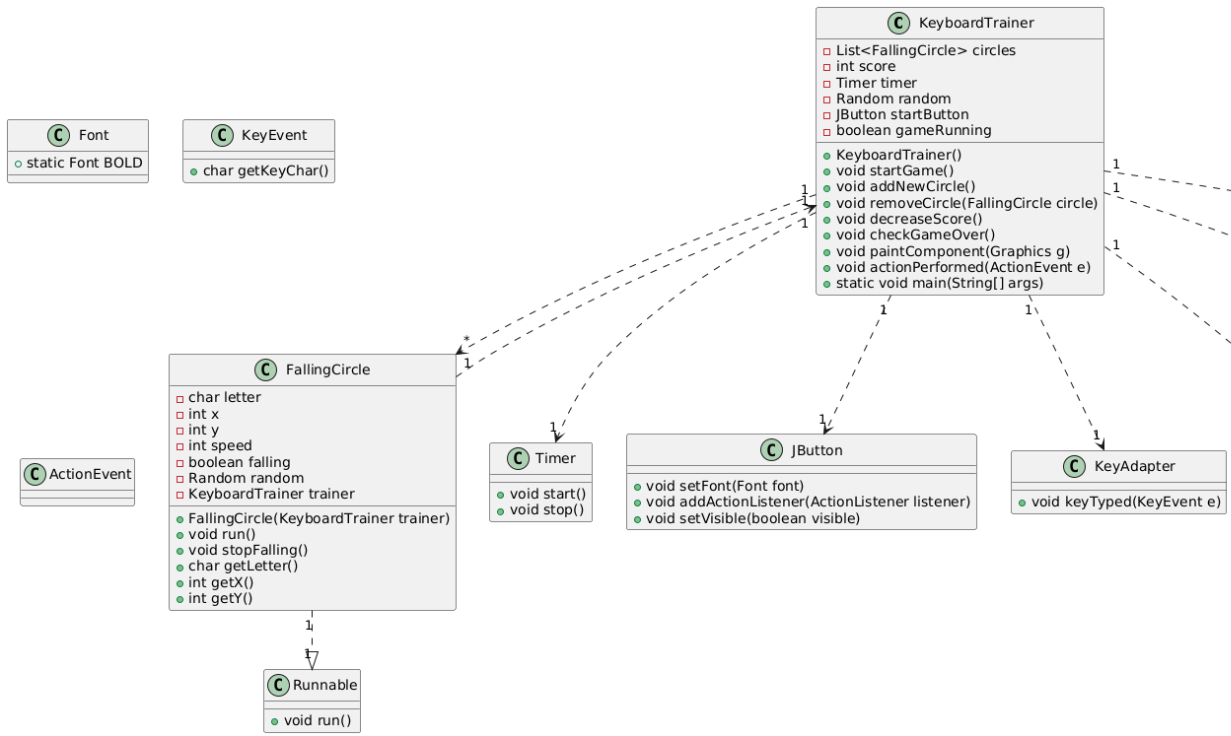 C KeyboardTrainer
List<FallingCircle> circles
int score
Timer timer
Random random
JButton startButton
boolean gameRunning
KeyboardTrainer()
void startGame()
void addNewCircle()
void removeCircle(FallingCircle circle)
void decreaseScore()
void checkGameOver()
void paintComponent(Graphics g)
void actionPerformed(ActionEvent e)
static void main(String[] args)
C Font
static Font BOLD
C KeyEvent
char getKeyChar()
1
1
1
1
1
1
1
1
*
1
C FallingCircle
char letter
int x
int y
int speed
boolean falling
Random random
KeyboardTrainer trainer
FallingCircle(KeyboardTrainer trainer)
void run()
void stopFalling()
char getLetter()
int getX()
int getY()
C ActionEvent
1
C Timer
void start()
void stop()
1
C JButton
void setFont(Font font)
void addActionListener(ActionListener listener)
void setVisible(boolean visible)
1
C KeyAdapter
void keyTyped(KeyEvent e)
1
1
C Runnable
void run()